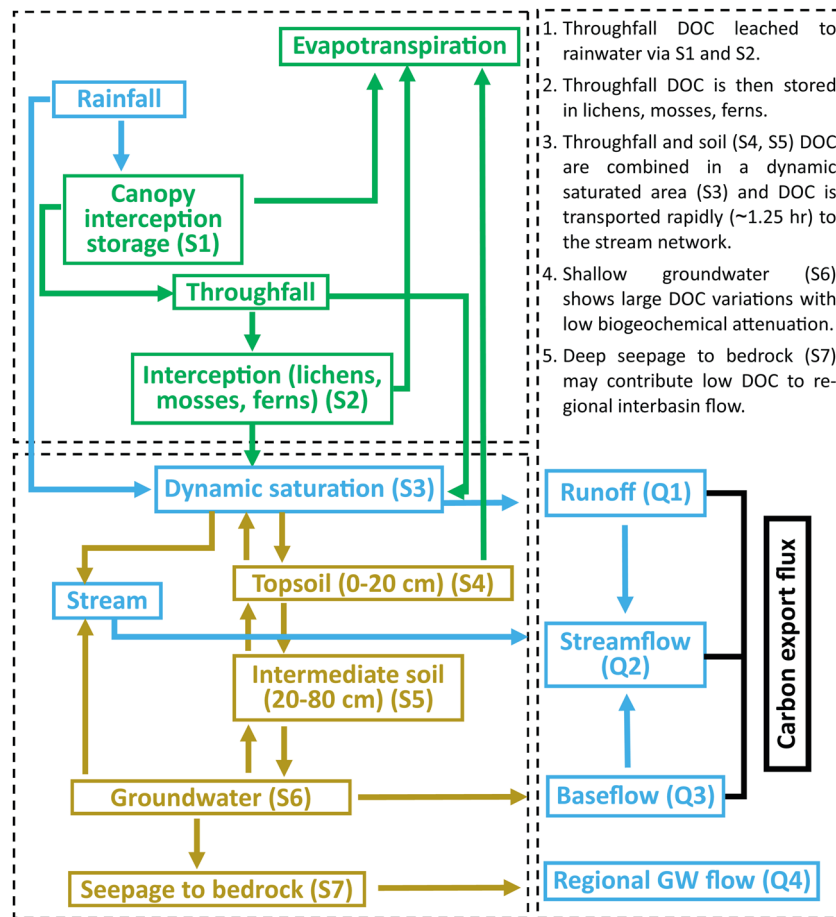 Evapotranspiration
Rainfall
Canopy
interception
storage (S1)
Throughfall
Interception (lichens,
mosses, ferns) (S2)
Dynamic saturation (S3)
Topsoil (0-20 cm) (S4)
Stream
Intermediate soil
(20-80 cm) (S5)
Groundwater (S6)
Seepage to bedrock (S7)
1. Throughfall DOC leached to
rainwater via S1 and S2.
2. Throughfall DOC is then stored
in lichens, mosses, ferns.
3. Throughfall and soil (S4, S5) DOC
are combined in a dynamic
saturated area (S3) and DOC is
transported rapidly (~1.25 hr) to
the stream network.
4. Shallow groundwater (S6)
shows large DOC variations with
low biogeochemical attenuation.
5. Deep seepage to bedrock (S7)
may contribute low DOC to re-
gional interbasin flow.
Runoff (Q1)
Streamflow
(Q2)
Baseflow (Q3)
Regional GW flow (Q4)
Carbon export flux